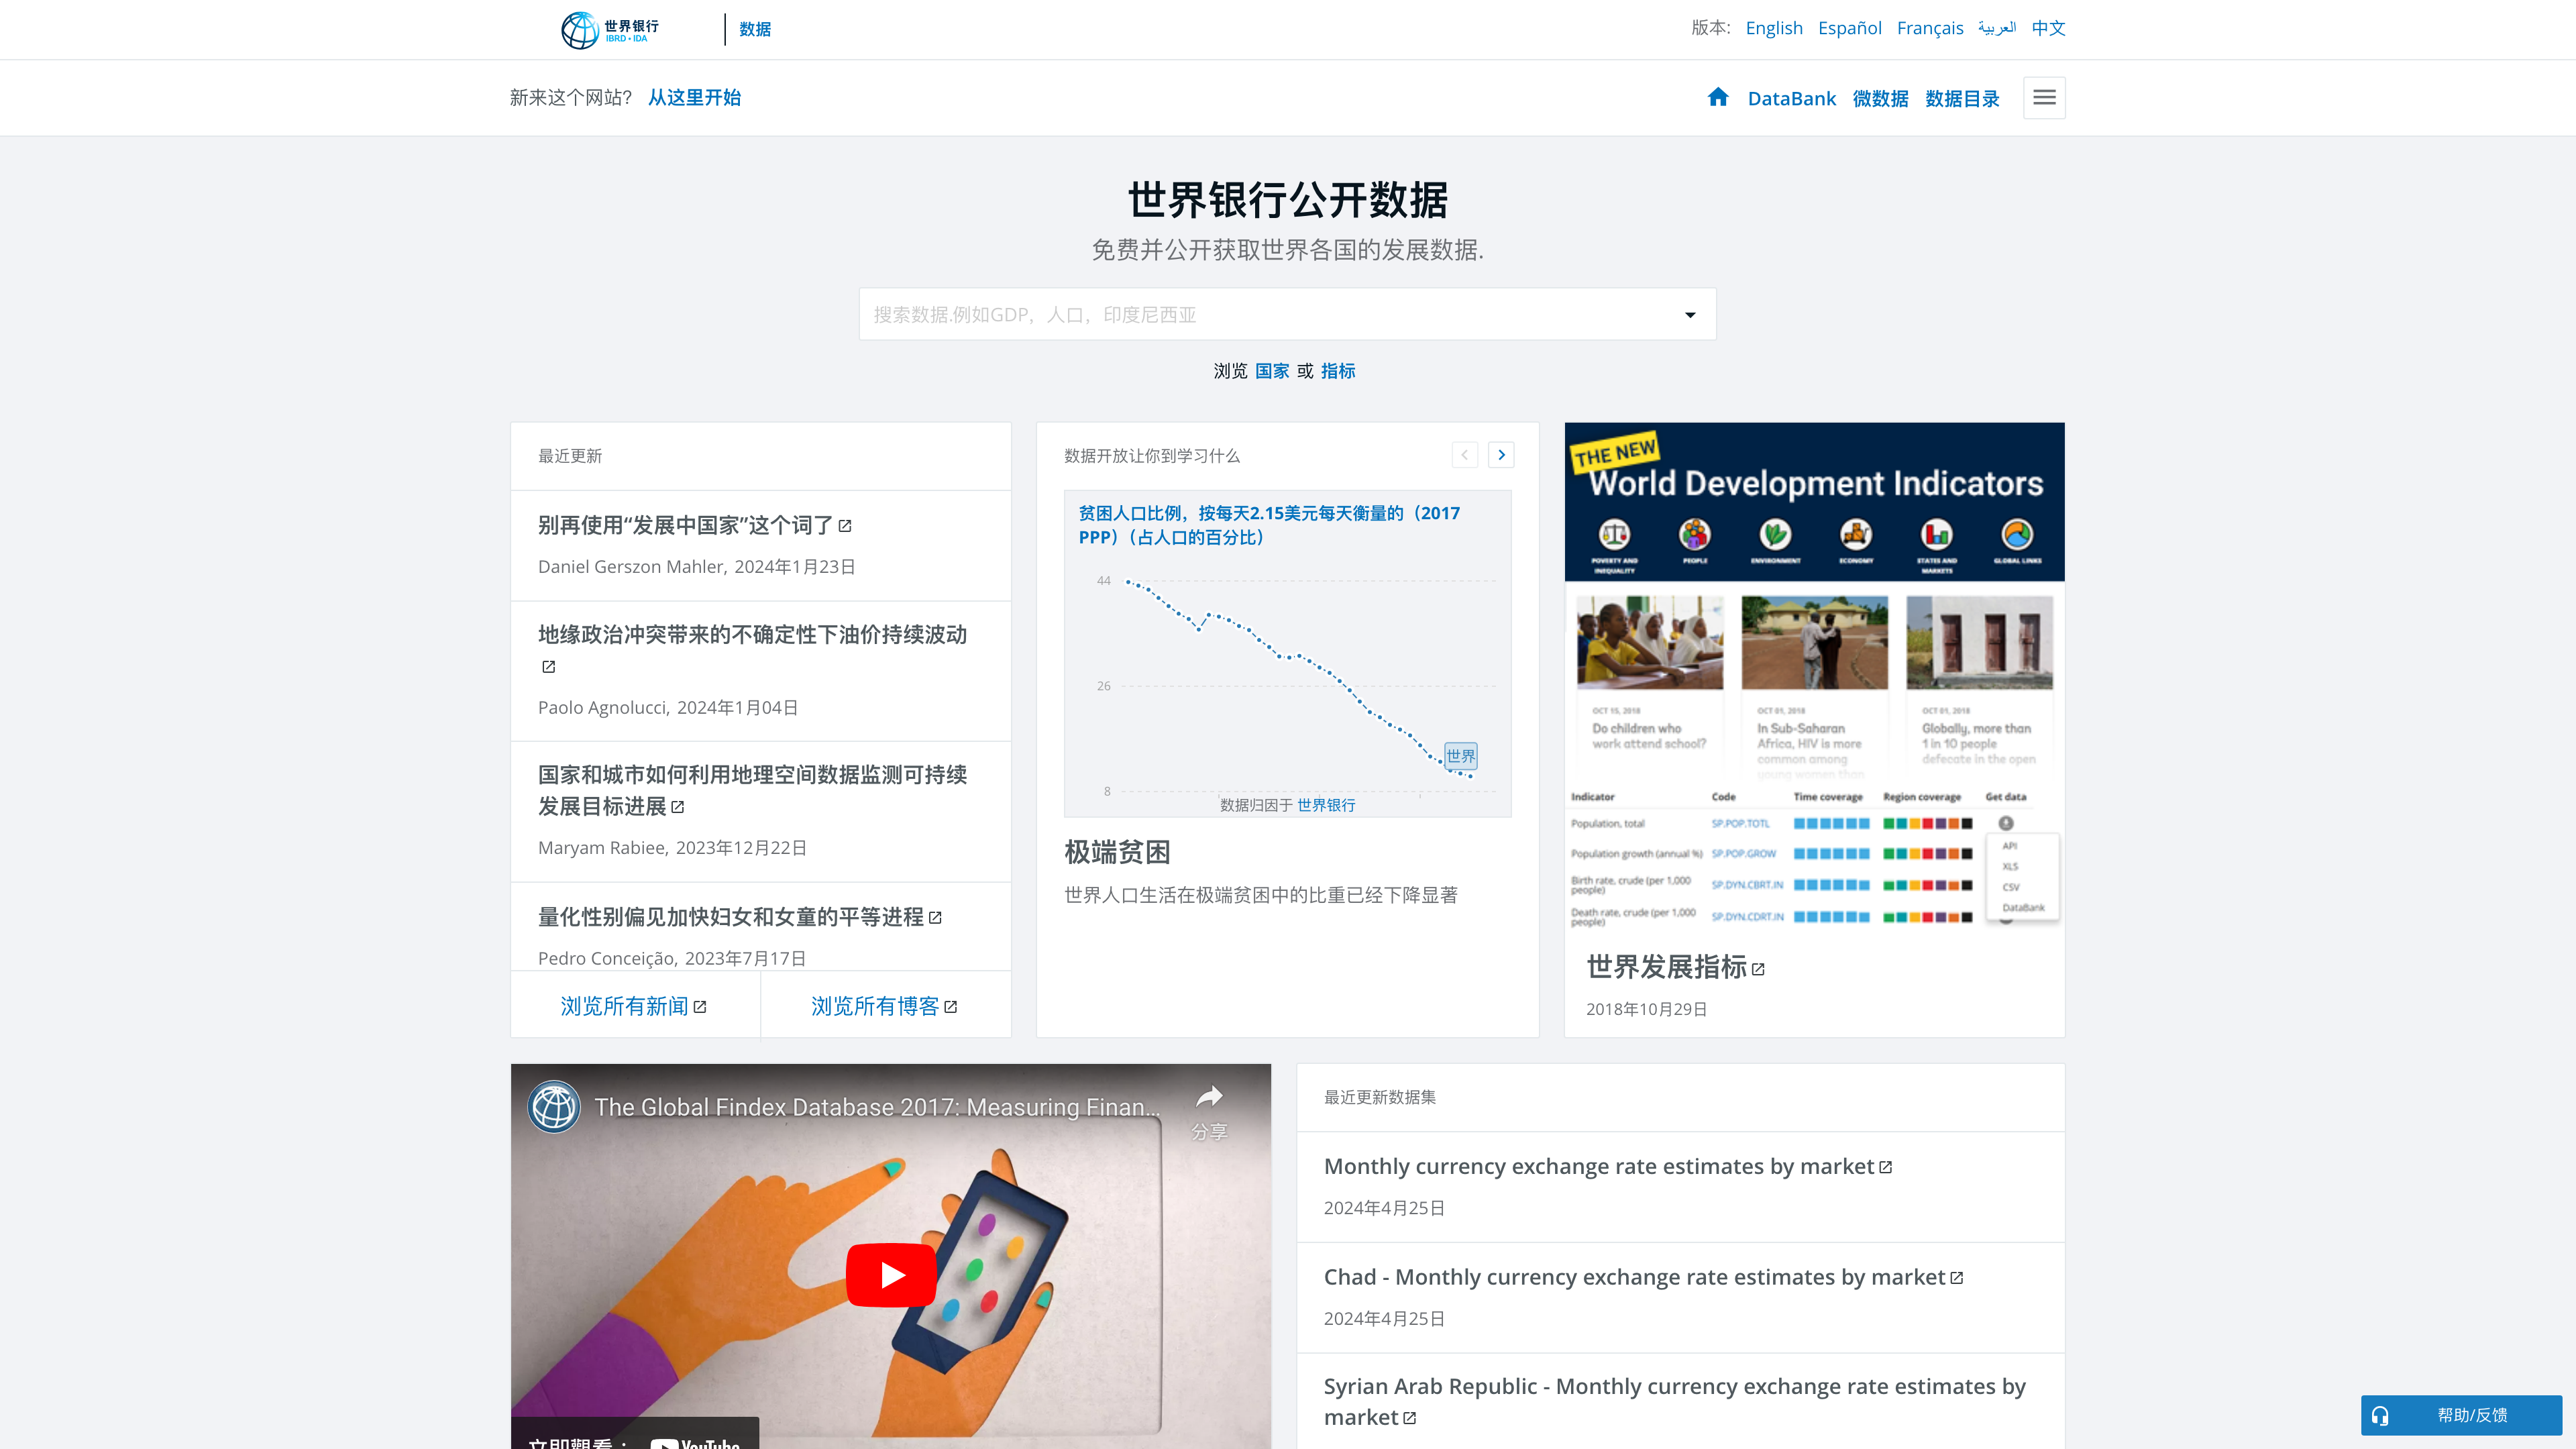 世界银行
IBRD • IDA
数据
版本: English Español Français العربية 中文
新来这个网站? 从这里开始
DataBank 微数据 数据目录
世界银行公开数据
免费并公开获取世界各国的发展数据.
搜索数据.例如GDP，人口，印度尼西亚
浏览 国家 或 指标
最近更新
别再使用“发展中国家”这个词了
Daniel Gerszon Mahler, 2024年1月23日
地缘政治冲突带来的不确定性下油价持续波动
Paolo Agnolucci, 2024年1月04日
国家和城市如何利用地理空间数据监测可持续
发展目标进展
Maryam Rabiee, 2023年12月22日
量化性别偏见加快妇女和女童的平等进程
Pedro Conceição, 2023年7月17日
浏览所有新闻 浏览所有博客
数据开放让你到学习什么
贫困人口比例，按每天2.15美元每天衡量的（2017
PPP）（占人口的百分比）
44
26
世界
8
数据归因于 世界银行
极端贫困
世界人口生活在极端贫困中的比重已经下降显著
THE NEW
World Development Indicators
POVERTY AND
INEQUALITY
PEOPLE
ENVIRONMENT
ECONOMY
STATES AND
MARKETS
GLOBAL LINKS
OCT 15, 2018
Do children who
work attend school?
OCT 01, 2018
In Sub-Saharan
Africa, HIV is more
common among
young women than
OCT 01, 2018
Globally, more than
1 in 10 people
defecate in the open
Indicator Code Time coverage Region coverage Get data
Population, total SP.POP.TOTL
Population growth (annual %) SP.POP.GROW
Birth rate, crude (per 1,000
people) SP.DYN.CBRT.IN
Death rate, crude (per 1,000
people) SP.DYN.CDRT.IN
API
XLS
CSV
DataBank
世界发展指标
2018年10月29日
The Global Findex Database 2017: Measuring Finan...
分享
立即觀看： YouTube
最近更新数据集
Monthly currency exchange rate estimates by market
2024年4月25日
Chad - Monthly currency exchange rate estimates by market
2024年4月25日
Syrian Arab Republic - Monthly currency exchange rate estimates by
market
帮助/反馈